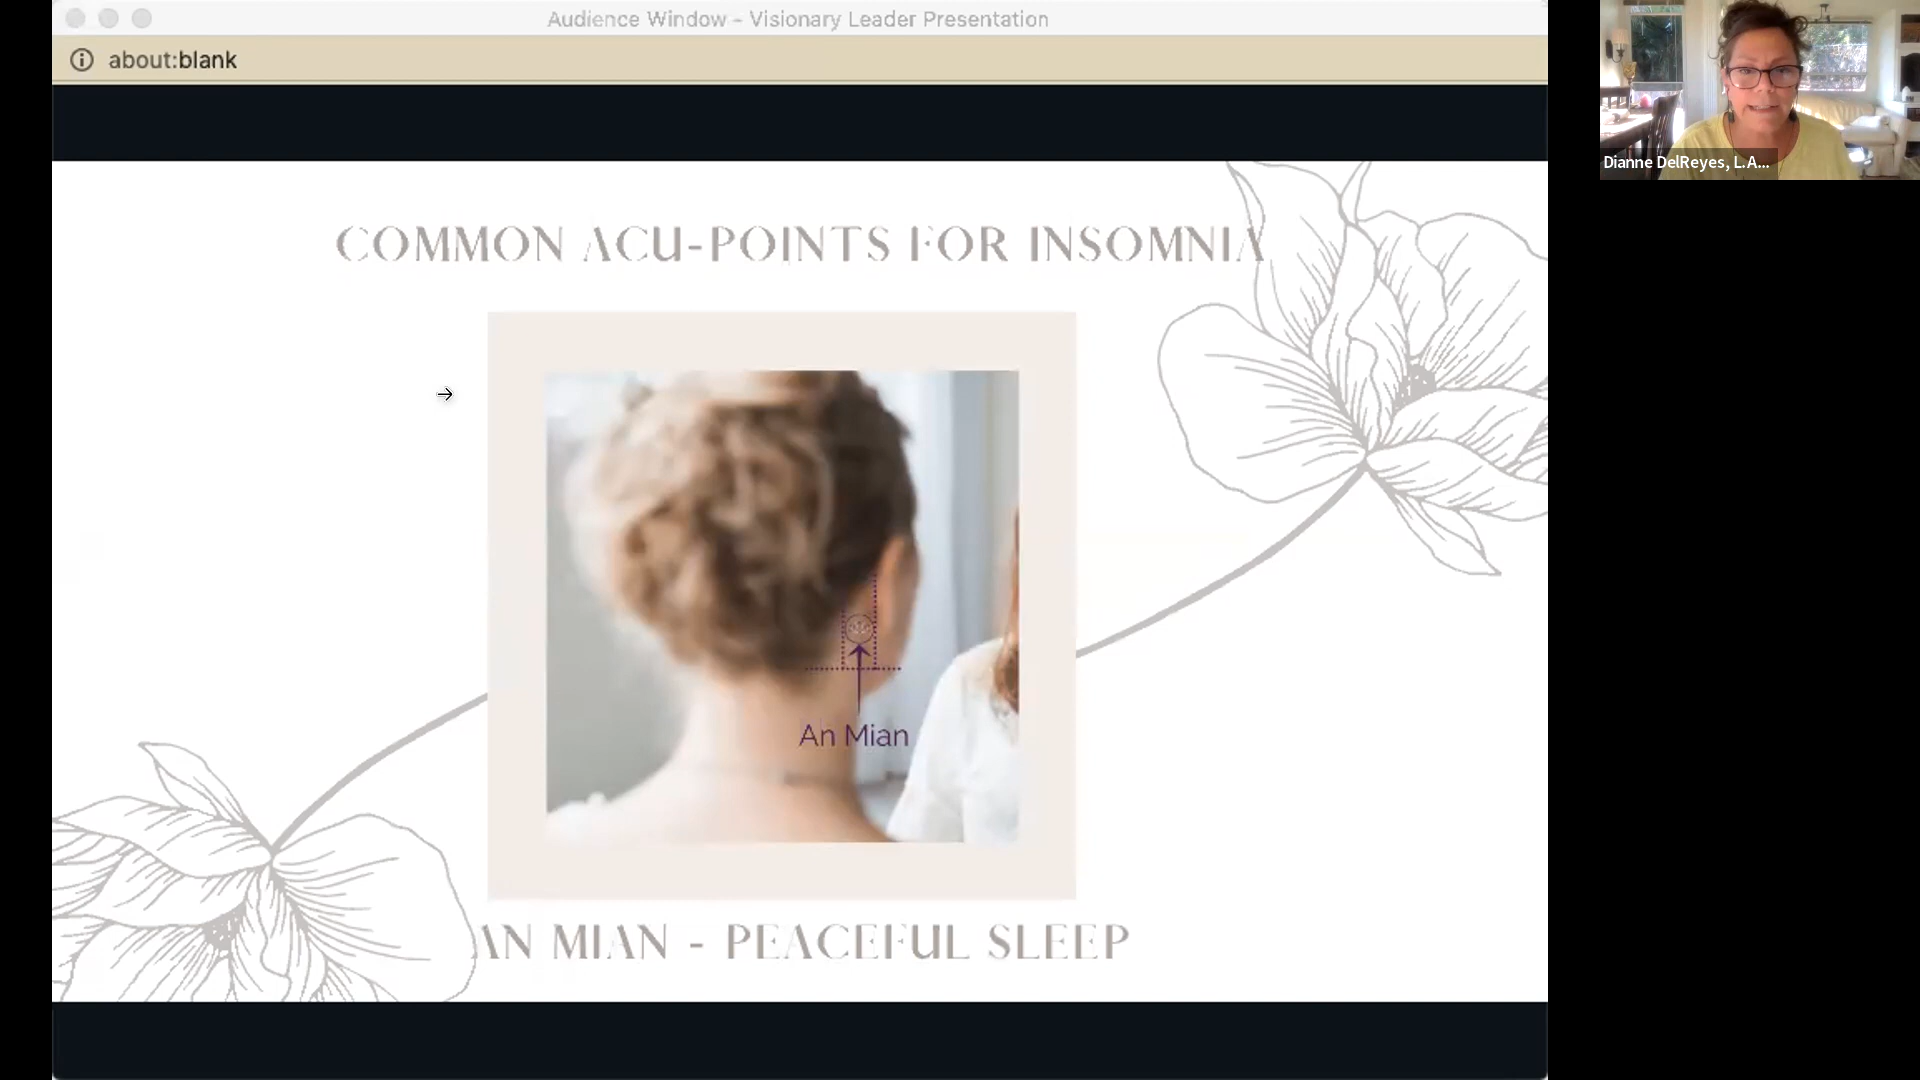 Audience Window – Visionary Leader Presentation
about:blank
Dianne DelReyes, L.A...
COMMON ACU-POINTS FOR INSOMNIA
An Mian
AN MIAN - PEACEFUL SLEEP